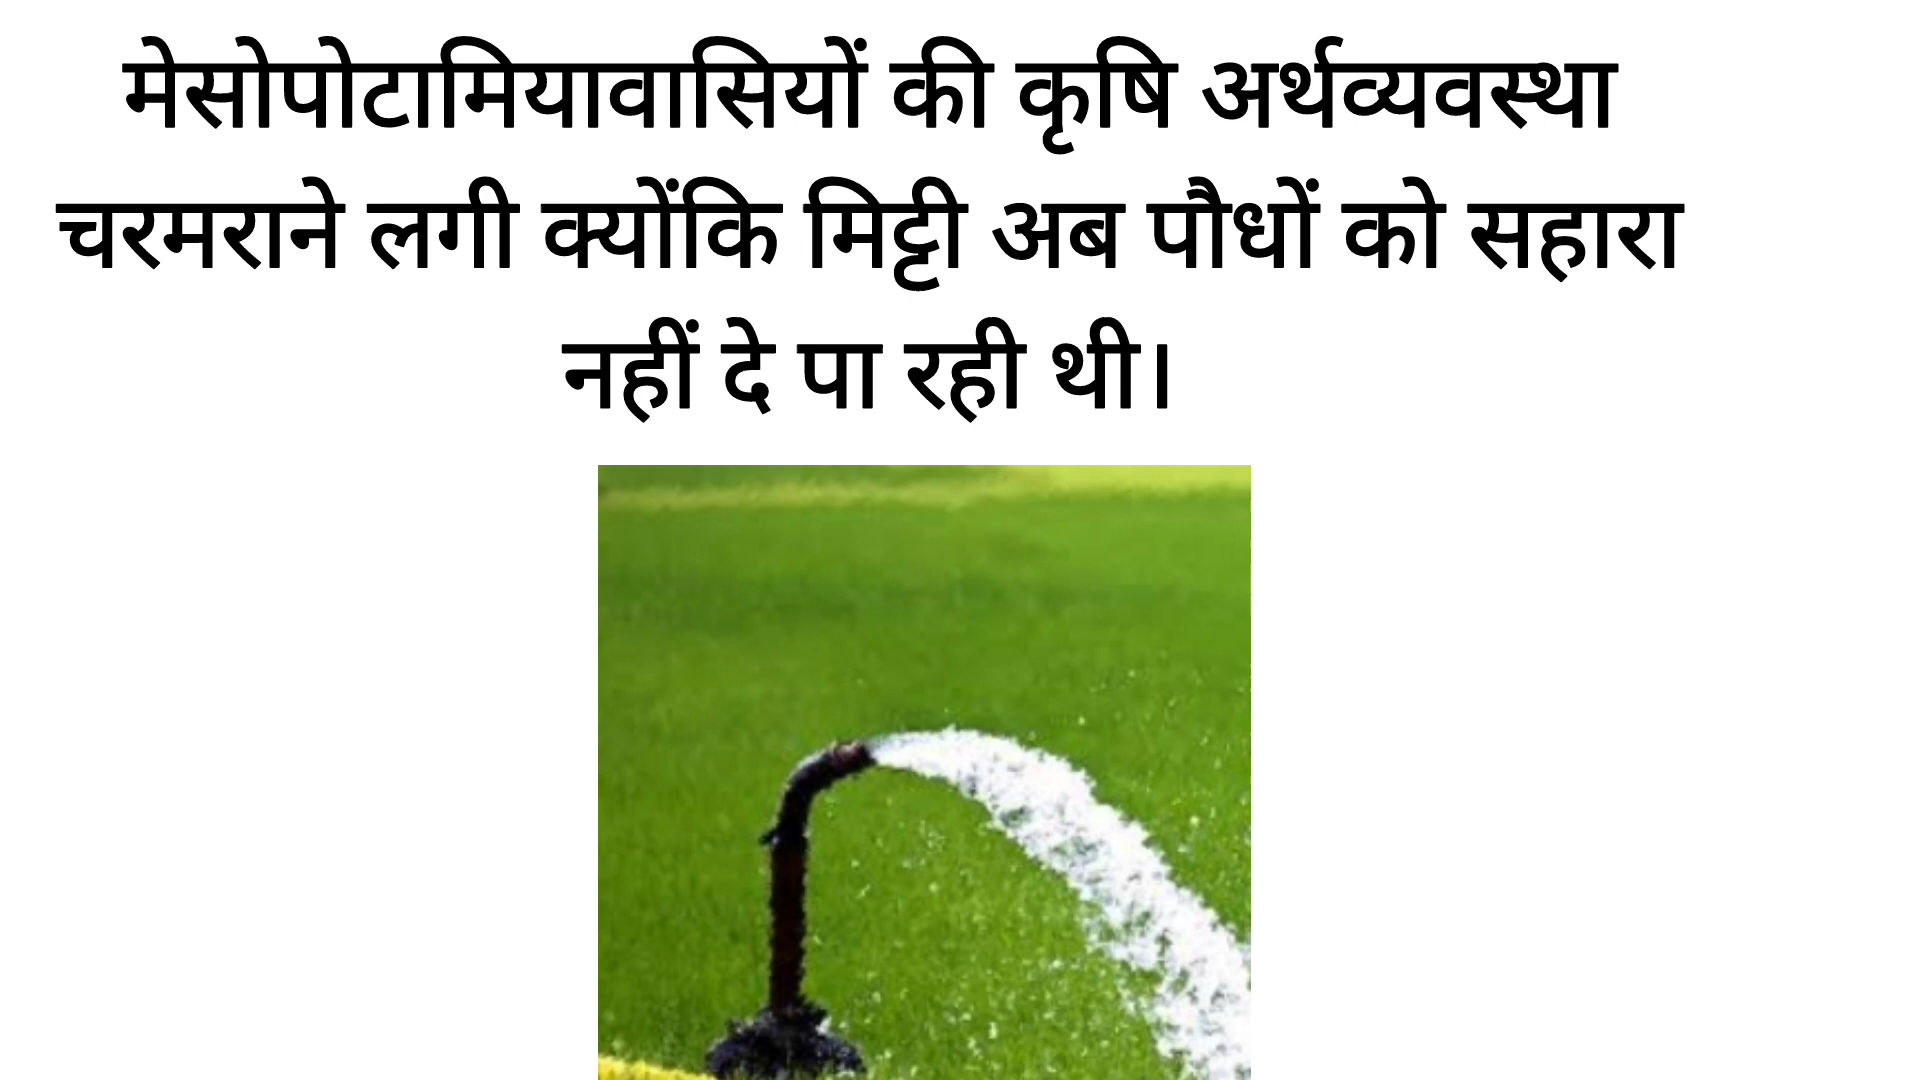 मेसोपोटामियावासियों की कृषि अर्थव्यवस्था
चरमराने लगी क्योंकि मिट्टी अब पौधों को सहारा
नहीं दे पा रही थी।